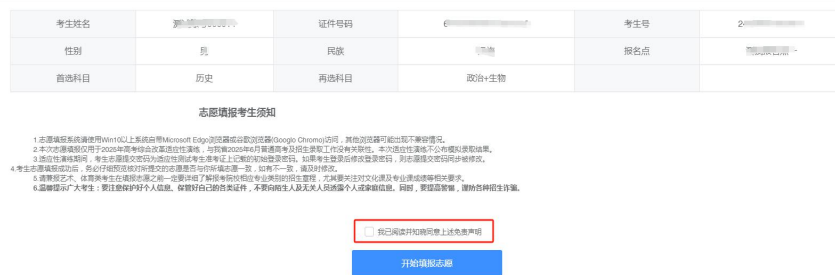 考生姓名 证件号码 6 考生号 2
性别 民族 报名点
首选科目 历史 再选科目 政治+生物
志愿填报考生须知
1.志愿填报系统请使用Win10以上系统自带Microsoft Edgo浏览器或谷歌浏览器(Googlo Chromo)访问，其他浏览器可能出现不兼容情况。
2.本次志愿填报仅用于2025年高考综合改革适应性演练，与我省2025年6月普通高考及招生录取工作没有关联性。本次适应性演练不公布模拟录取结果。
3.适应性演练期间，考生志愿提交密码为适应性测试考生准考证上记载的初始登录密码。如果考生登录后修改登录密码，则志愿提交密码同步被修改。
4.考生志愿填报成功后，务必仔细预览核对所提交的志愿是否与你所填志愿一致，如有不一致，请及时修改。
5.请兼报艺术、体育类考生在填报志愿之前一定要详细了解报考院校相应专业类别的招生章程，尤其要关注对文化课及专业课成绩等相关要求。
6.温馨提示广大考生：要注意保护好个人信息、保管好自己的各类证件，不要向陌生人及无关人员透露个人或家庭信息。同时，要提高警惕，谨防各种招生诈骗。
我已阅读并知晓同意上述免责声明
开始填报志愿